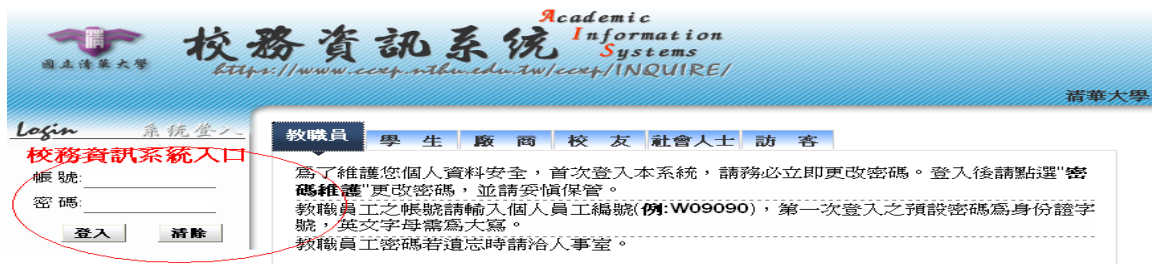 Academic
校務資訊系統 Information
Systems
國立清華大學
https://www.ccxp.nthu.edu.tw/ccxp/INQUIRE/
清華大學
Login 系統登入
校務資訊系統入口
帳 號:
密 碼:
登入 清除
教職員 學 生 廠 商 校 友 社會人士 訪 客
為了維護您個人資料安全，首次登入本系統，請務必立即更改密碼。登入後請點選"密
碼維護"更改密碼，並請妥慎保管。
教職員工之帳號請輸入個人員工編號(例:W09090)，第一次登入之預設密碼為身份證字
號，英文字母需為大寫。
教職員工密碼若遺忘時請洽人事室。